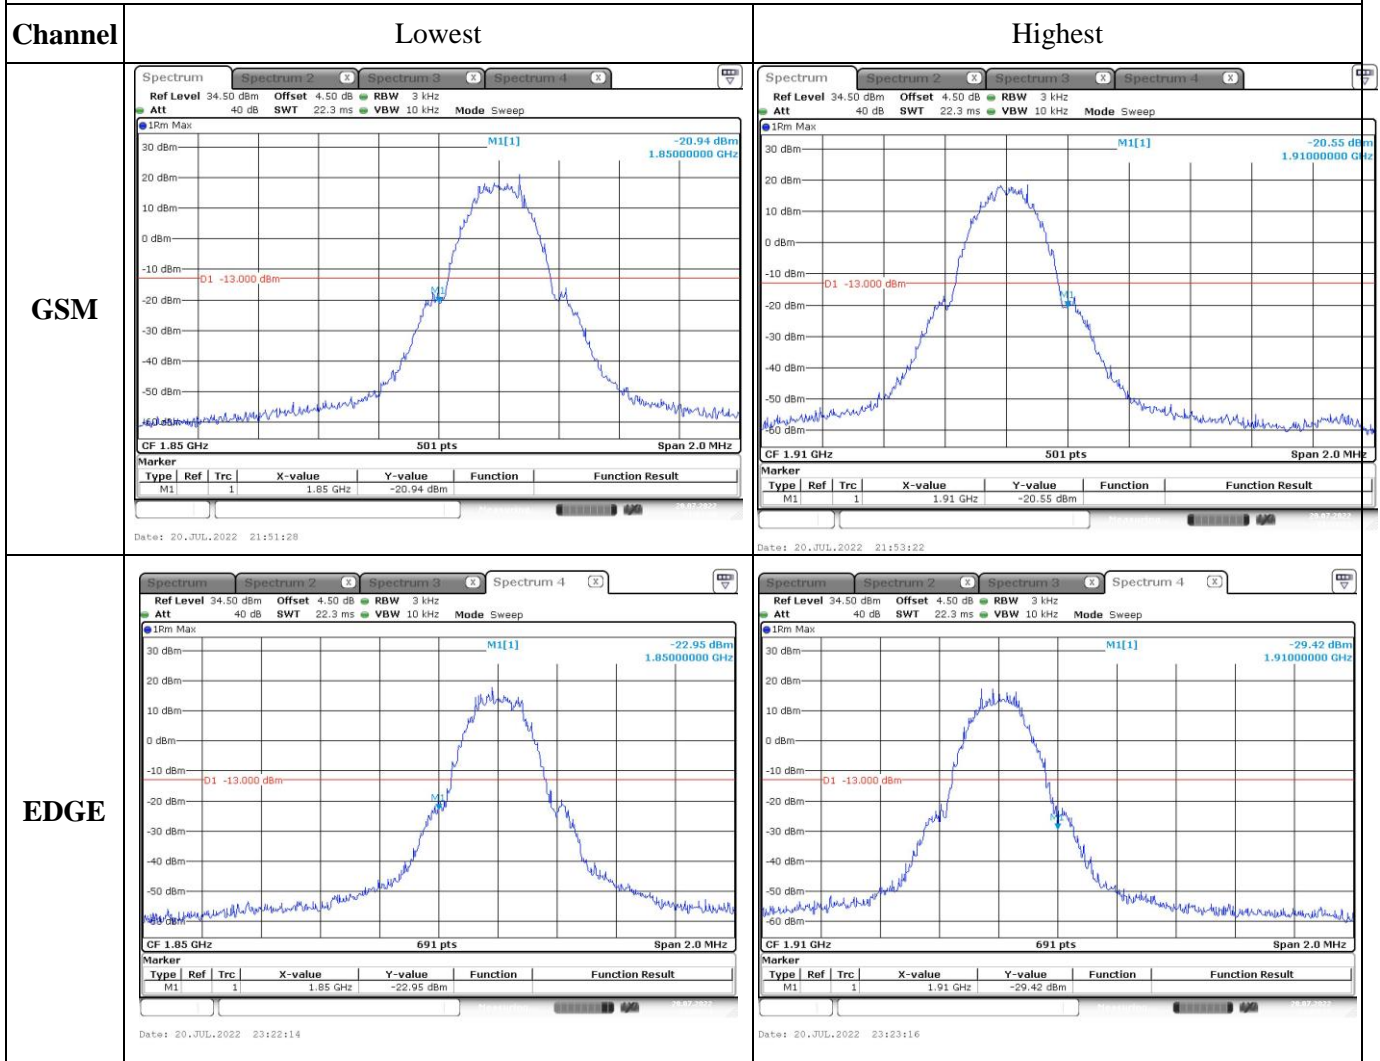 Channel Lowest Highest
GSM
Spectrum Spectrum 2 X Spectrum 3 X Spectrum 4 X
Ref Level 34.50 dBm Offset 4.50 dB RBW 3 kHz
Att 40 dB SWT 22.3 ms VBW 10 kHz Mode Sweep
1Rm Max
M1[1] -20.94 dBm
1.85000000 GHz
30 dBm
20 dBm
10 dBm
0 dBm
-10 dBm
D1 -13.000 dBm
M1
-20 dBm
-30 dBm
-40 dBm
-50 dBm
-60 dBm
CF 1.85 GHz 501 pts Span 2.0 MHz
Marker
Type Ref Trc X-value Y-value Function Function Result
M1 1 1.85 GHz -20.94 dBm
Date: 20.JUL.2022 21:51:28
Spectrum Spectrum 2 X Spectrum 3 X Spectrum 4 X
Ref Level 34.50 dBm Offset 4.50 dB RBW 3 kHz
Att 40 dB SWT 22.3 ms VBW 10 kHz Mode Sweep
1Rm Max
M1[1] -20.55 dBm
1.91000000 GHz
30 dBm
20 dBm
10 dBm
0 dBm
-10 dBm
D1 -13.000 dBm
M1
-20 dBm
-30 dBm
-40 dBm
-50 dBm
-60 dBm
CF 1.91 GHz 501 pts Span 2.0 MHz
Marker
Type Ref Trc X-value Y-value Function Function Result
M1 1 1.91 GHz -20.55 dBm
Date: 20.JUL.2022 21:53:22
EDGE
Spectrum Spectrum 2 X Spectrum 3 X Spectrum 4 X
Ref Level 34.50 dBm Offset 4.50 dB RBW 3 kHz
Att 40 dB SWT 22.3 ms VBW 10 kHz Mode Sweep
1Rm Max
M1[1] -22.95 dBm
1.85000000 GHz
30 dBm
20 dBm
10 dBm
0 dBm
-10 dBm
D1 -13.000 dBm
M1
-20 dBm
-30 dBm
-40 dBm
-50 dBm
-60 dBm
CF 1.85 GHz 691 pts Span 2.0 MHz
Marker
Type Ref Trc X-value Y-value Function Function Result
M1 1 1.85 GHz -22.95 dBm
Date: 20.JUL.2022 23:22:14
Spectrum Spectrum 2 X Spectrum 3 X Spectrum 4 X
Ref Level 34.50 dBm Offset 4.50 dB RBW 3 kHz
Att 40 dB SWT 22.3 ms VBW 10 kHz Mode Sweep
1Rm Max
M1[1] -29.42 dBm
1.91000000 GHz
30 dBm
20 dBm
10 dBm
0 dBm
-10 dBm
D1 -13.000 dBm
-20 dBm
-30 dBm
-40 dBm
-50 dBm
-60 dBm
CF 1.91 GHz 691 pts Span 2.0 MHz
Marker
Type Ref Trc X-value Y-value Function Function Result
M1 1 1.91 GHz -29.42 dBm
Date: 20.JUL.2022 23:23:16